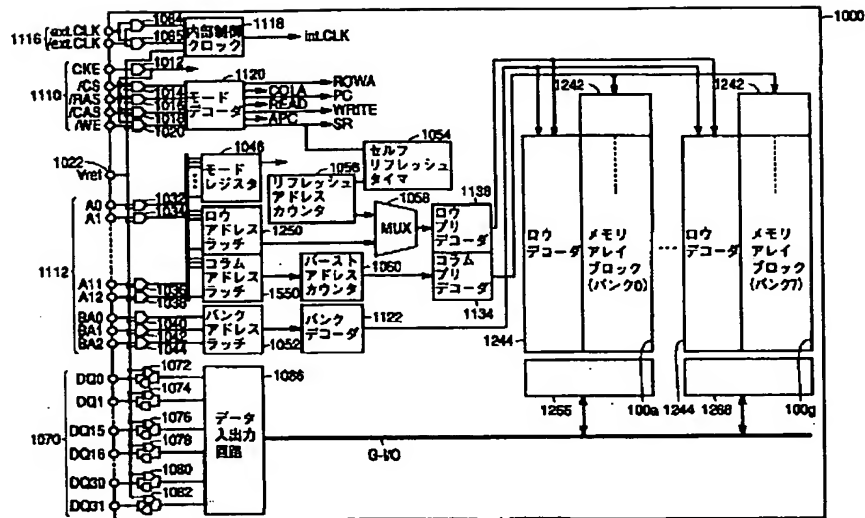 1000
1116
ext.CLK
/ext.CLK
1064
1065
内部制御
クロック
1118
int.CLK
1110
CKE
/CS
/RAS
/CAS
/WE
1012
1014
1016
1018
1020
モード
デコーダ
1120
ROWA
COLA
PC
READ
WRITE
APC
SR
1022
Vref
1046
モード
レジスタ
1054
セルフ
リフレッシュ
タイマ
1056
リフレッシュ
アドレス
カウンタ
1058
MUX
1112
A0
A1
A11
A12
BA0
BA1
BA2
1032
1034
1036
1038
1040
1042
1044
ロウ
アドレス
ラッチ
1250
コラム
アドレス
ラッチ
1550
バースト
アドレス
カウンタ
1060
1138
ロウ
プリ
デコーダ
コラム
プリ
デコーダ
1134
バンク
アドレス
ラッチ
1052
バンク
デコーダ
1122
1242
1242
ロウ
デコーダ
メモリ
アレイ
ブロック
(バンク0)
ロウ
デコーダ
メモリ
アレイ
ブロック
(バンク7)
1244
1266
100a
1244
1268
100g
1070
DQ0
DQ1
DQ15
DQ16
DQ30
DQ31
1072
1074
1076
1078
1080
1082
1086
データ
入出力
回路
G-I/O